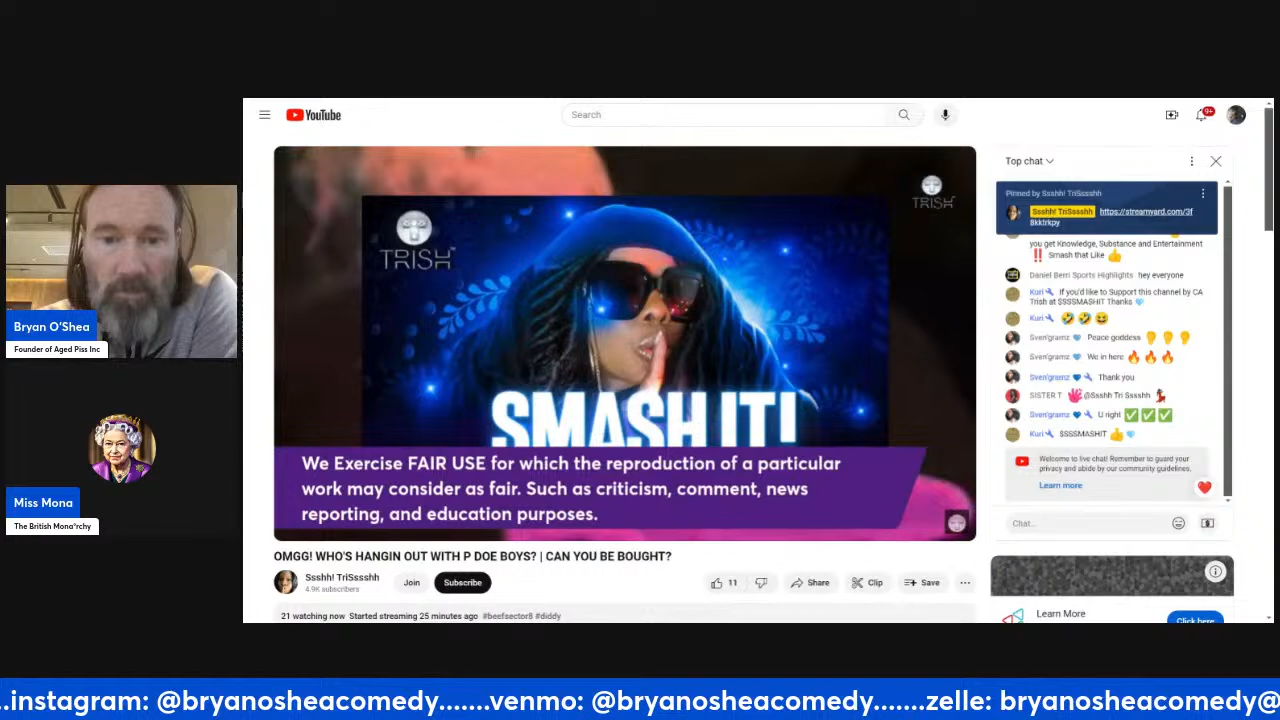 YouTube
Search
9+
TRISH
TRISH
SMASH IT!
We Exercise FAIR USE for which the reproduction of a particular
work may consider as fair. Such as criticism, comment, news
reporting, and education purposes.
OMGG! WHO'S HANGIN OUT WITH P DOE BOYS? | CAN YOU BE BOUGHT?
Ssshh! TriSssshh
4.9K subscribers
Join
Subscribe
11
Share
Clip
Save
21 watching now Started streaming 25 minutes ago #beefsector8 #diddy
Top chat
Pinned by Ssshh! TriSssshh
Ssshh! TriSssshh https://streamyard.com/3f
8kktrkpy
you get Knowledge, Substance and Entertainment
‼️ Smash that Like 👍
Daniel Berri Sports Highlights hey everyone
Kuri If you'd like to Support this channel by CA
Trish at $SSSMASHIT Thanks
Kuri 🤣 🤣 😆
Sven'gramz Peace goddess
Sven'gramz We in here 🔥 🔥 🔥
Sven'gramz Thank you
SISTER T @Ssshh Tri Sssshh 💃
Sven'gramz U right ✅ ✅ ✅
Kuri $SSSMASHIT 👍
Welcome to live chat! Remember to guard your
privacy and abide by our community guidelines.
Learn more
Chat...
Learn More
Click here
Bryan O'Shea
Founder of Aged Piss Inc
Miss Mona
The British Mona*rchy
..instagram: @bryanosheacomedy.......venmo: @bryanosheacomedy.......zelle: bryanosheacomedy@